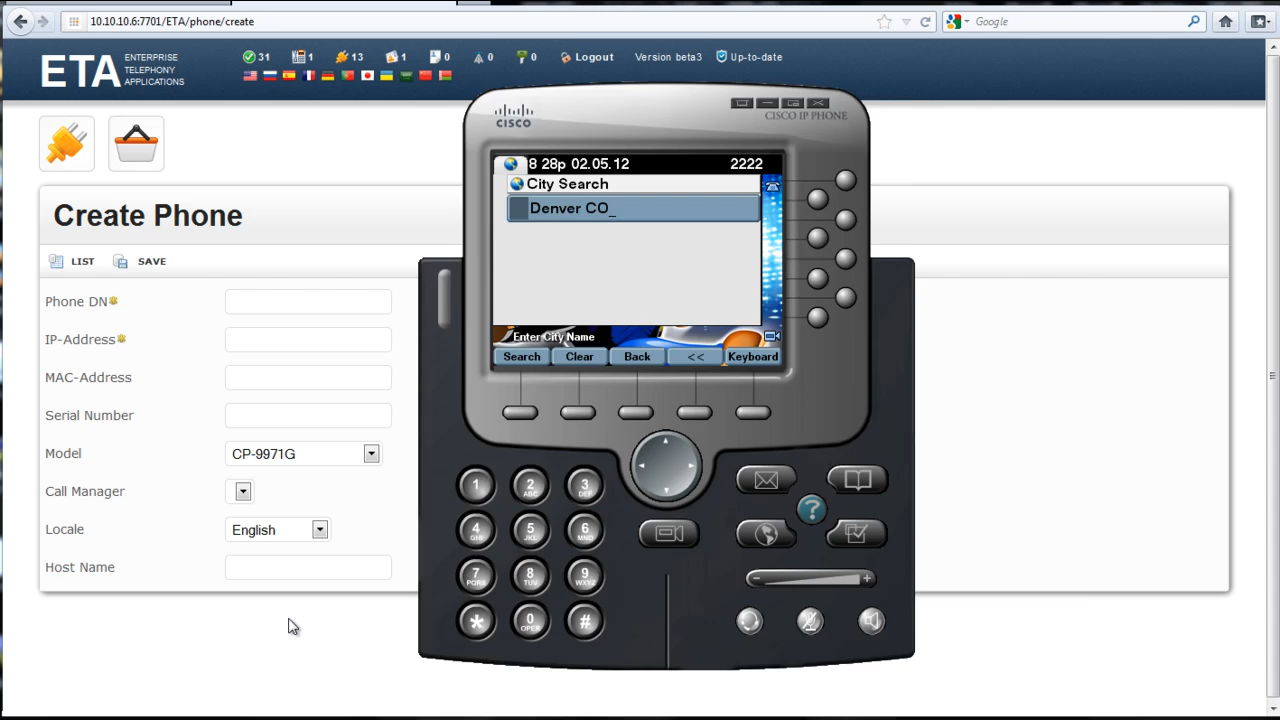 10.10.10.6:7701/ETA/phone/create
Google
ETA ENTERPRISE TELEPHONY APPLICATIONS
31 1 13 1 0 0 0 Logout Version beta3 Up-to-date
CISCO
CISCO IP PHONE
8 28p 02.05.12 2222
City Search
Denver CO_
Enter City Name
Search Clear Back << Keyboard
Create Phone
LIST SAVE
Phone DN
IP-Address
MAC-Address
Serial Number
Model CP-9971G
Call Manager
Locale English
Host Name
1 2 ABC 3 DEF
4 GHI 5 JKL 6 MNO
7 PQRS 8 TUV 9 WXYZ
* 0 OPER #
?
- +